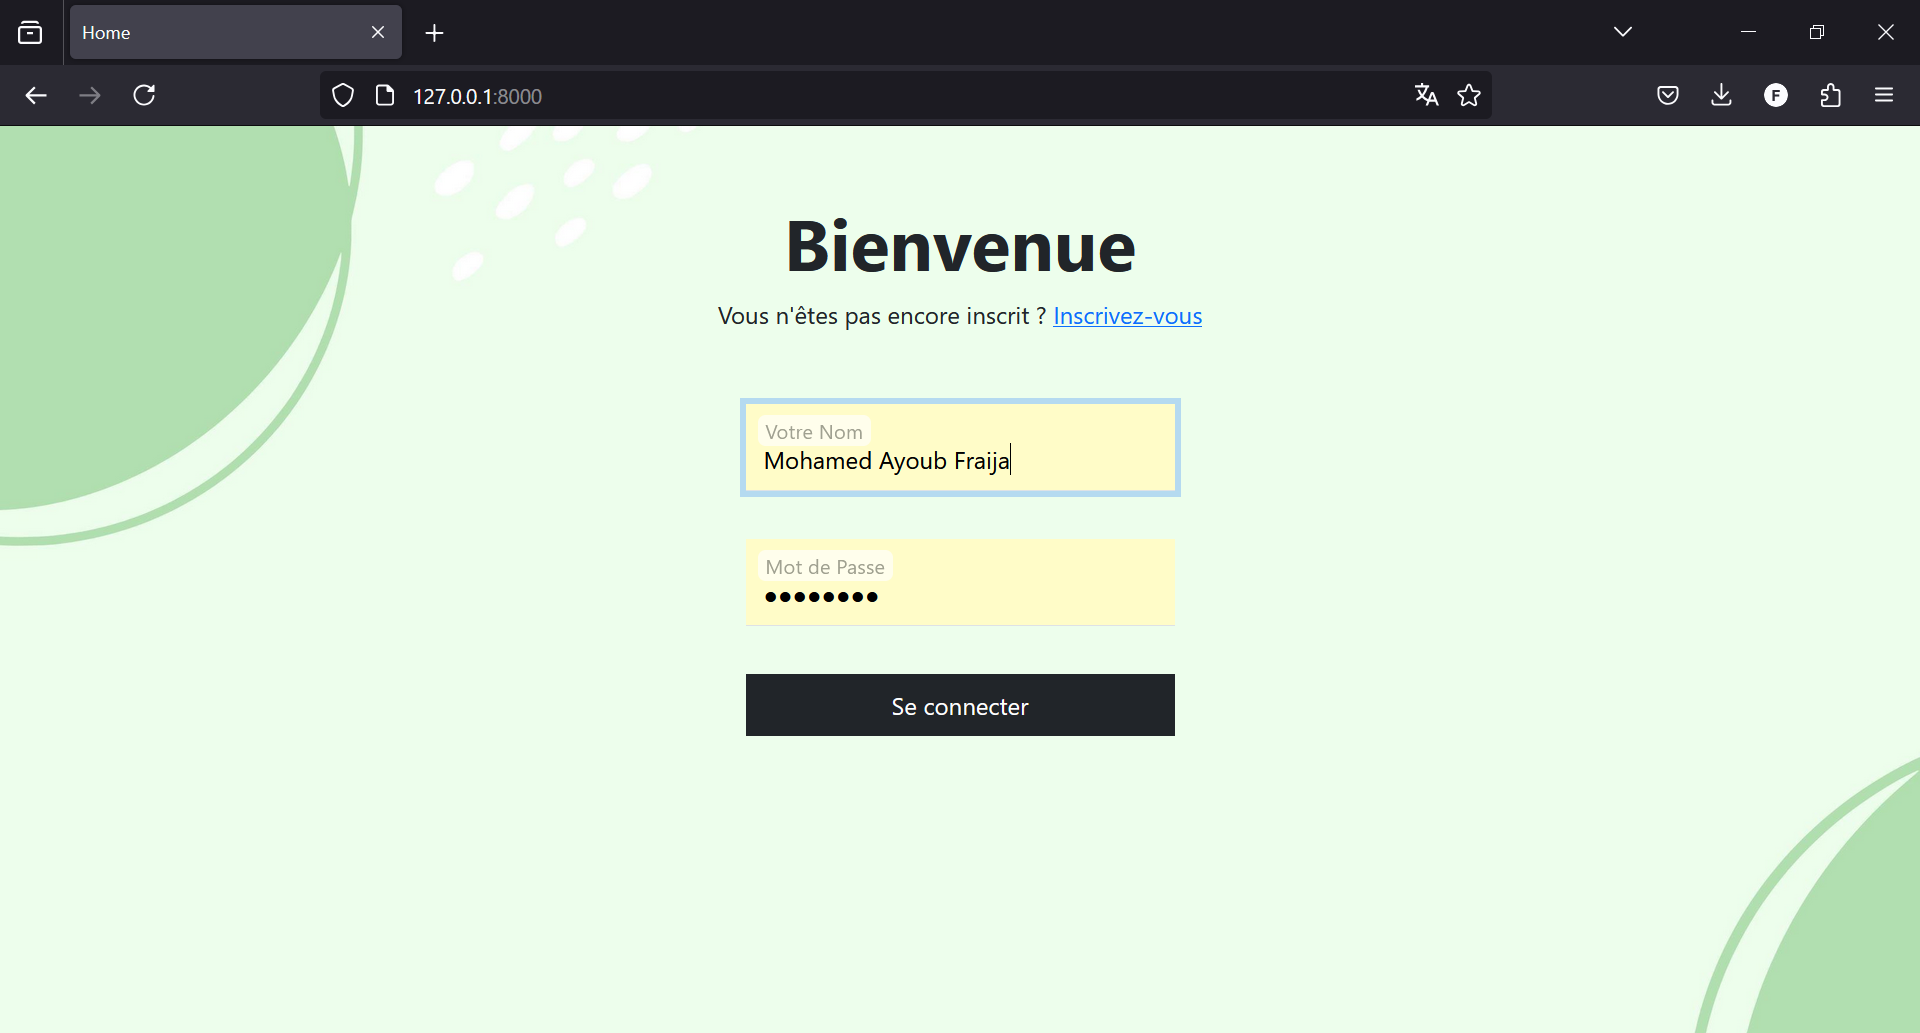 Home
127.0.0.1:8000
F
Bienvenue
Vous n'êtes pas encore inscrit ? Inscrivez-vous
Votre Nom
Mohamed Ayoub Fraija
Mot de Passe
••••••••
Se connecter